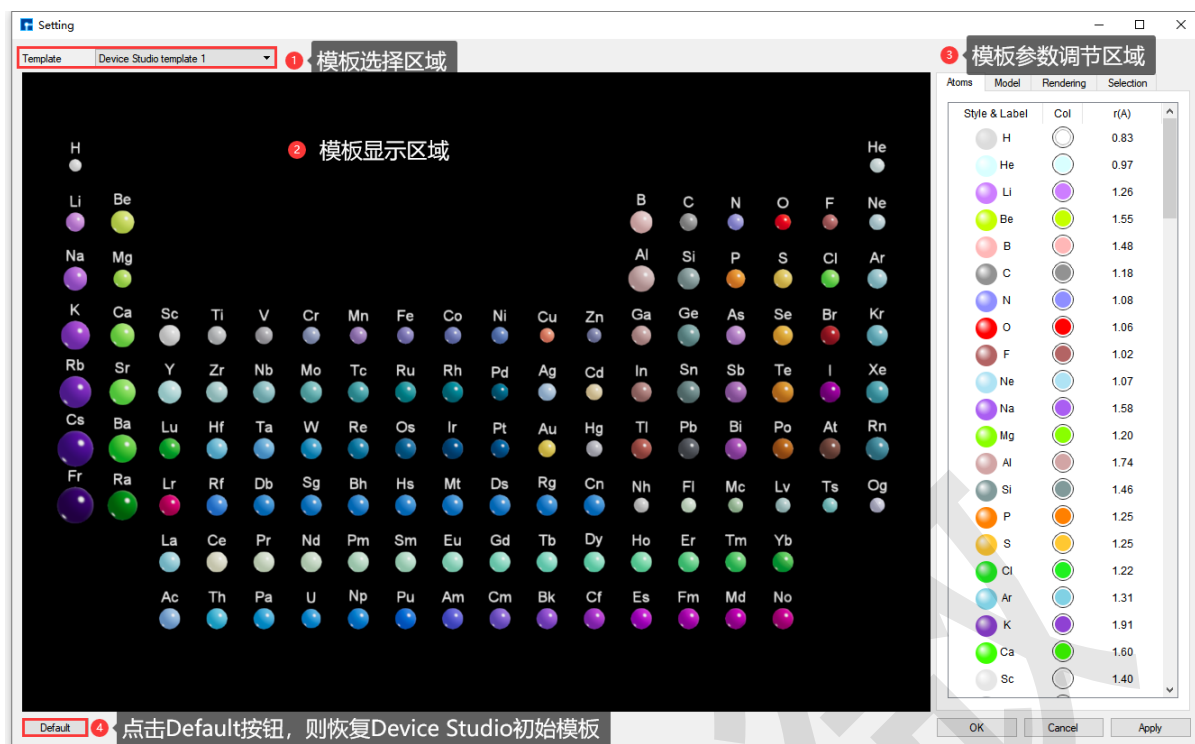 Setting
Template Device Studio template 1
1 模板选择区域
3 模板参数调节区域
2 模板显示区域
Atoms Model Rendering Selection
Style & Label Col r(A)
H 0.83
He 0.97
Li 1.26
Be 1.55
B 1.48
C 1.18
N 1.08
O 1.06
F 1.02
Ne 1.07
Na 1.58
Mg 1.20
Al 1.74
Si 1.46
P 1.25
S 1.25
Cl 1.22
Ar 1.31
K 1.91
Ca 1.60
Sc 1.40
H He
Li Be B C N O F Ne
Na Mg Al Si P S Cl Ar
K Ca Sc Ti V Cr Mn Fe Co Ni Cu Zn Ga Ge As Se Br Kr
Rb Sr Y Zr Nb Mo Tc Ru Rh Pd Ag Cd In Sn Sb Te I Xe
Cs Ba Lu Hf Ta W Re Os Ir Pt Au Hg Tl Pb Bi Po At Rn
Fr Ra Lr Rf Db Sg Bh Hs Mt Ds Rg Cn Nh Fl Mc Lv Ts Og
La Ce Pr Nd Pm Sm Eu Gd Tb Dy Ho Er Tm Yb
Ac Th Pa U Np Pu Am Cm Bk Cf Es Fm Md No
Default 4 点击Default按钮，则恢复Device Studio初始模板
OK Cancel Apply